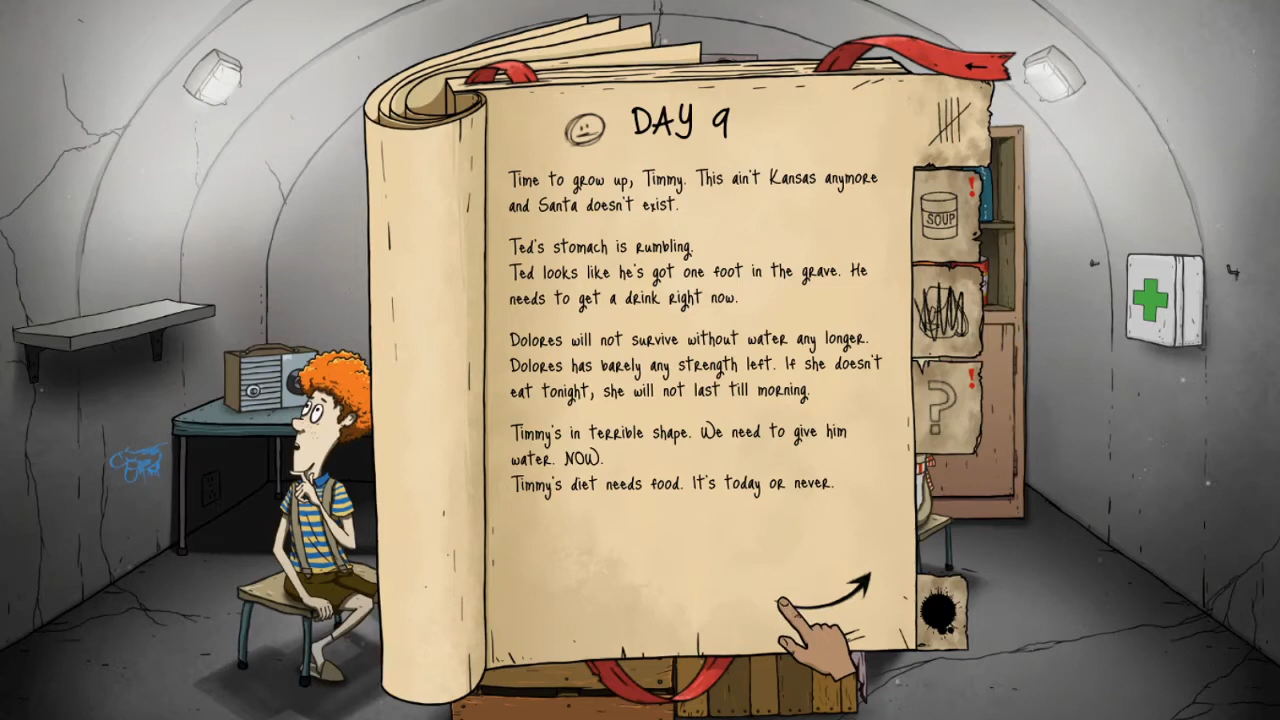 DAY 9
Time to grow up, Timmy. This ain't Kansas anymore
and Santa doesn't exist.
Ted's stomach is rumbling.
Ted looks like he's got one foot in the grave. He
needs to get a drink right now.
Dolores will not survive without water any longer.
Dolores has barely any strength left. If she doesn't
eat tonight, she will not last till morning.
Timmy's in terrible shape. We need to give him
water. NOW.
Timmy's diet needs food. It's today or never.
!
SOUP
!
?